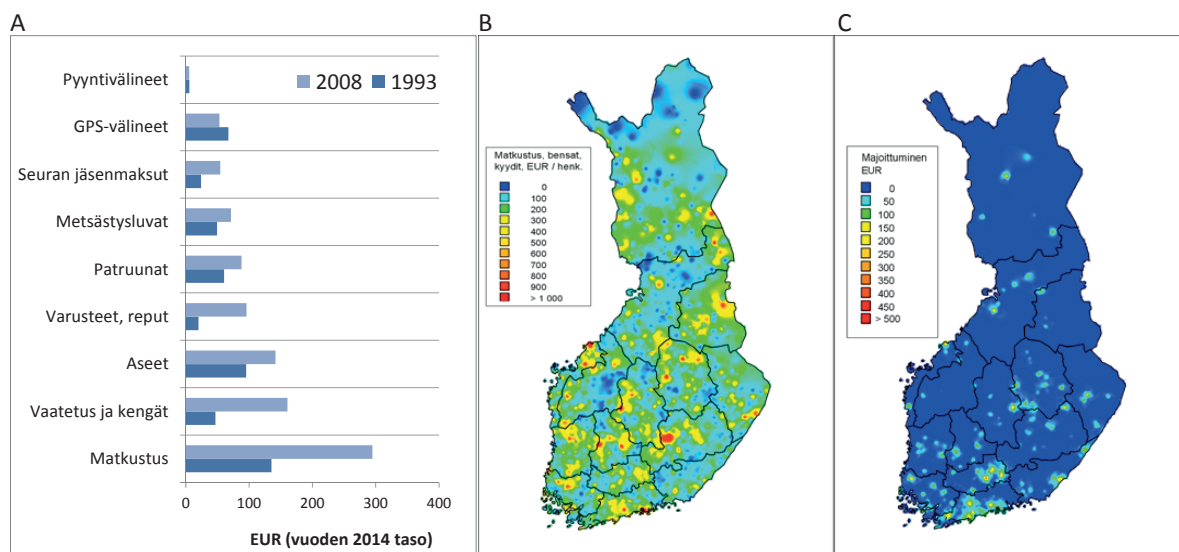 A
B
C
Pyyntivälineet
2008
1993
GPS-välineet
Seuran jäsenmaksut
Metsästysluvat
Patruunat
Varusteet, reput
Aseet
Vaatetus ja kengät
Matkustus
0
100
200
300
400
EUR (vuoden 2014 taso)
Matkustus, bensat,
kyydit, EUR / henk.
0
100
200
300
400
500
600
700
800
900
> 1 000
Majoittuminen
EUR
0
50
100
150
200
250
300
350
400
450
> 500